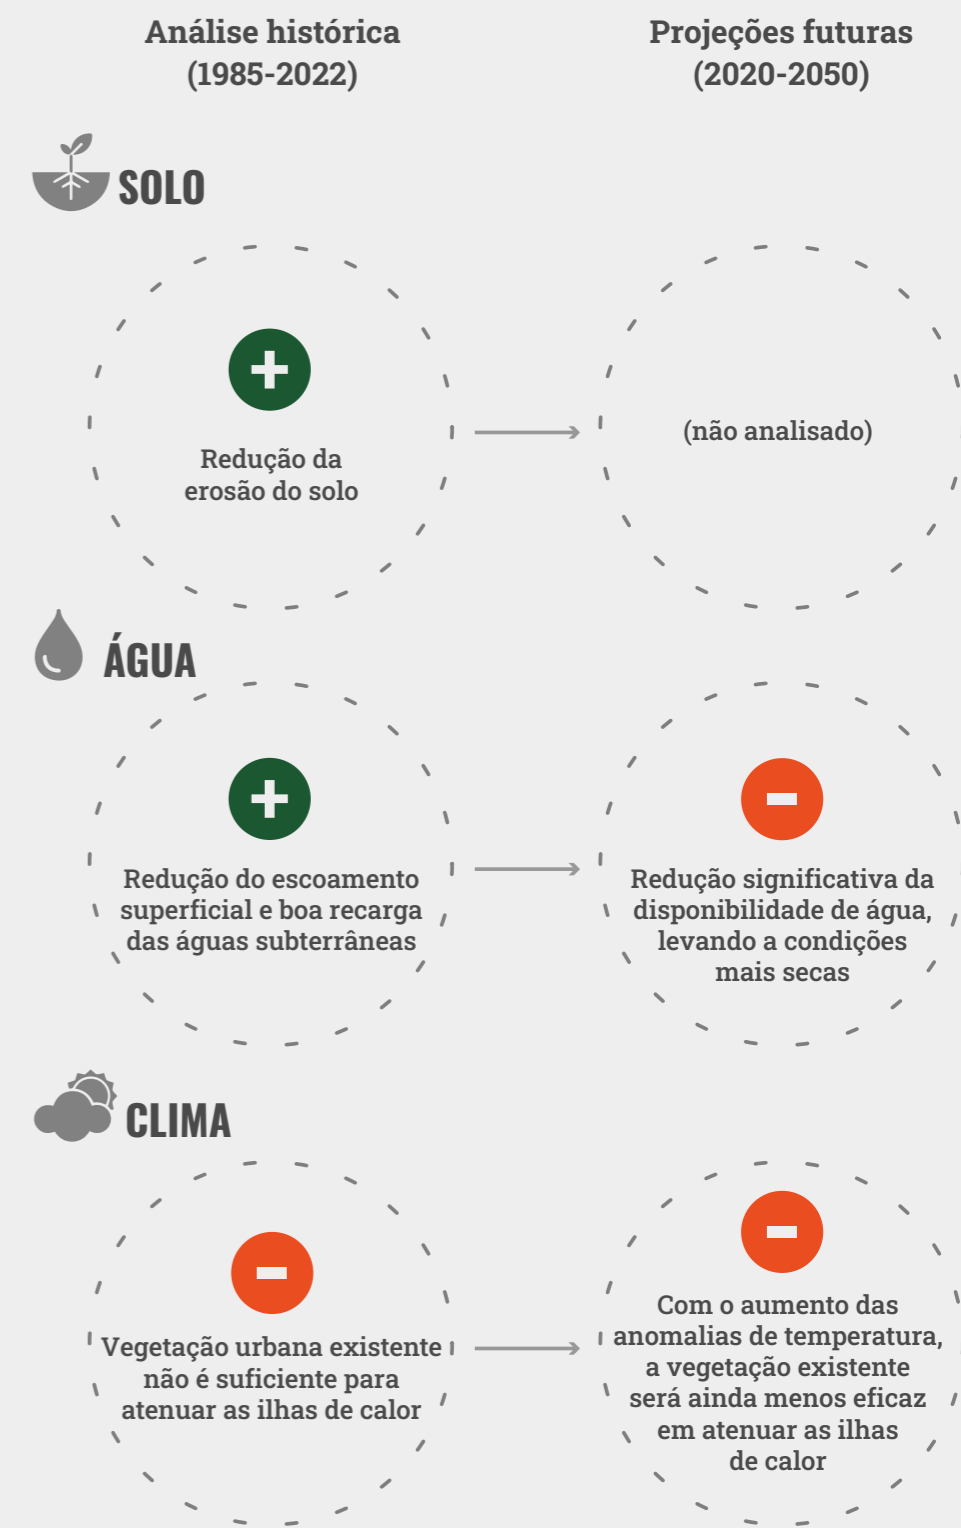 Análise histórica
(1985-2022)
Projeções futuras
(2020-2050)
SOLO
Redução da
erosão do solo
(não analisado)
ÁGUA
Redução do escoamento
superficial e boa recarga
das águas subterrâneas
Redução significativa da
disponibilidade de água,
levando a condições
mais secas
CLIMA
Vegetação urbana existente
não é suficiente para
atenuar as ilhas de calor
Com o aumento das
anomalias de temperatura,
a vegetação existente
será ainda menos eficaz
em atenuar as ilhas
de calor